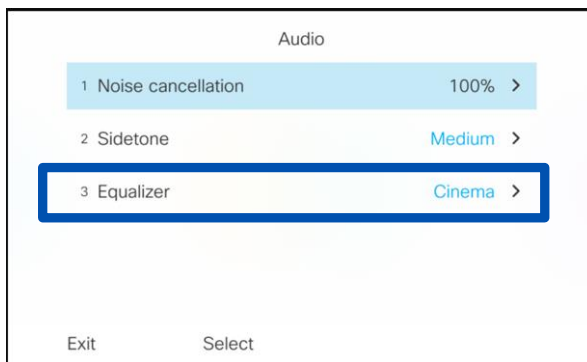 Audio
1 Noise cancellation 100% >
2 Sidetone Medium >
3 Equalizer Cinema >
Exit Select